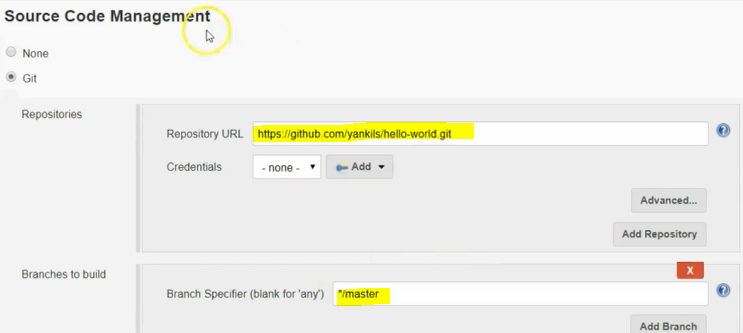 Source Code Management
None
Git
Repositories
Repository URL https://github.com/yankils/hello-world.git
Credentials - none - Add
Advanced...
Add Repository
X
Branches to build
Branch Specifier (blank for 'any') */master
Add Branch